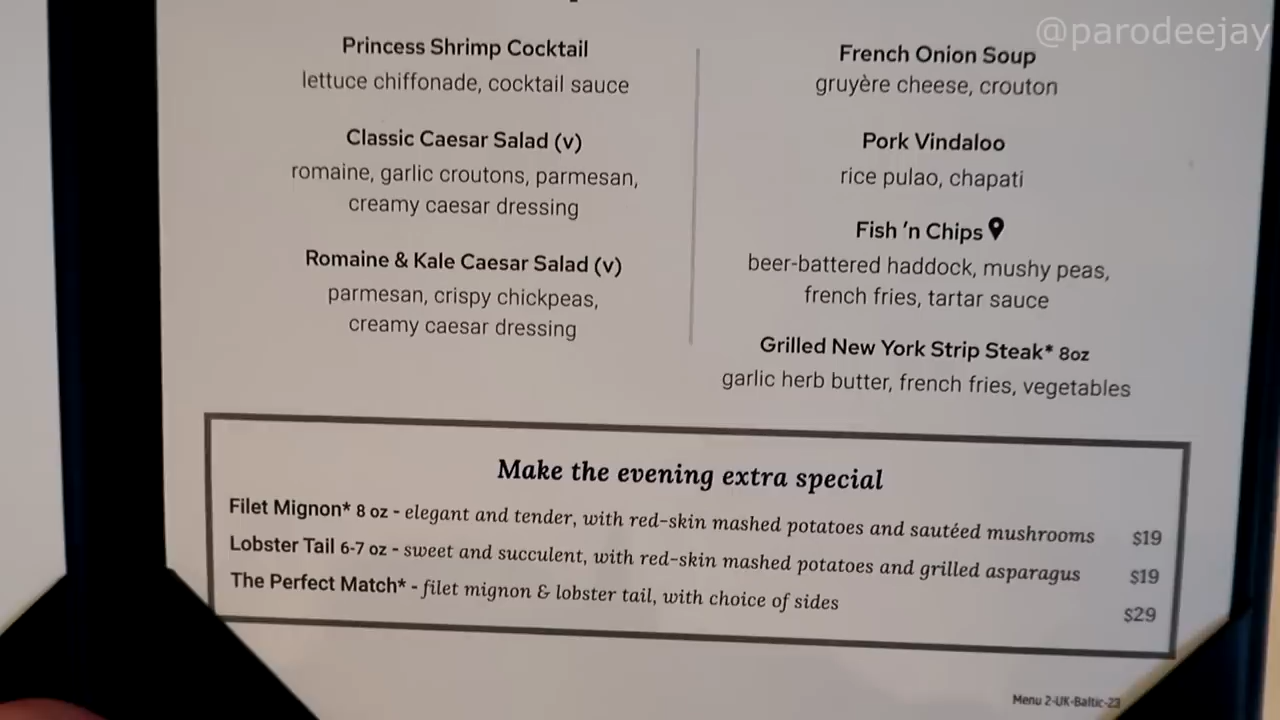 @parodeejay
Princess Shrimp Cocktail
lettuce chiffonade, cocktail sauce
Classic Caesar Salad (v)
romaine, garlic croutons, parmesan,
creamy caesar dressing
Romaine & Kale Caesar Salad (v)
parmesan, crispy chickpeas,
creamy caesar dressing
French Onion Soup
gruyère cheese, crouton
Pork Vindaloo
rice pulao, chapati
Fish ’n Chips
beer-battered haddock, mushy peas,
french fries, tartar sauce
Grilled New York Strip Steak* 8oz
garlic herb butter, french fries, vegetables
Make the evening extra special
Filet Mignon* 8 oz - elegant and tender, with red-skin mashed potatoes and sautéed mushrooms $19
Lobster Tail 6-7 oz - sweet and succulent, with red-skin mashed potatoes and grilled asparagus $19
The Perfect Match* - filet mignon & lobster tail, with choice of sides $29
Menu 2-UK-Baltic-23